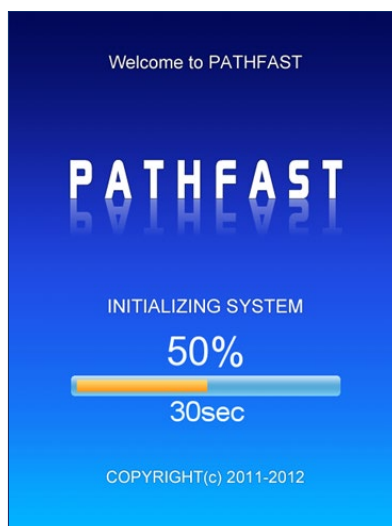 Welcome to PATHFAST
PATHFAST
INITIALIZING SYSTEM
50%
30sec
COPYRIGHT(c) 2011-2012